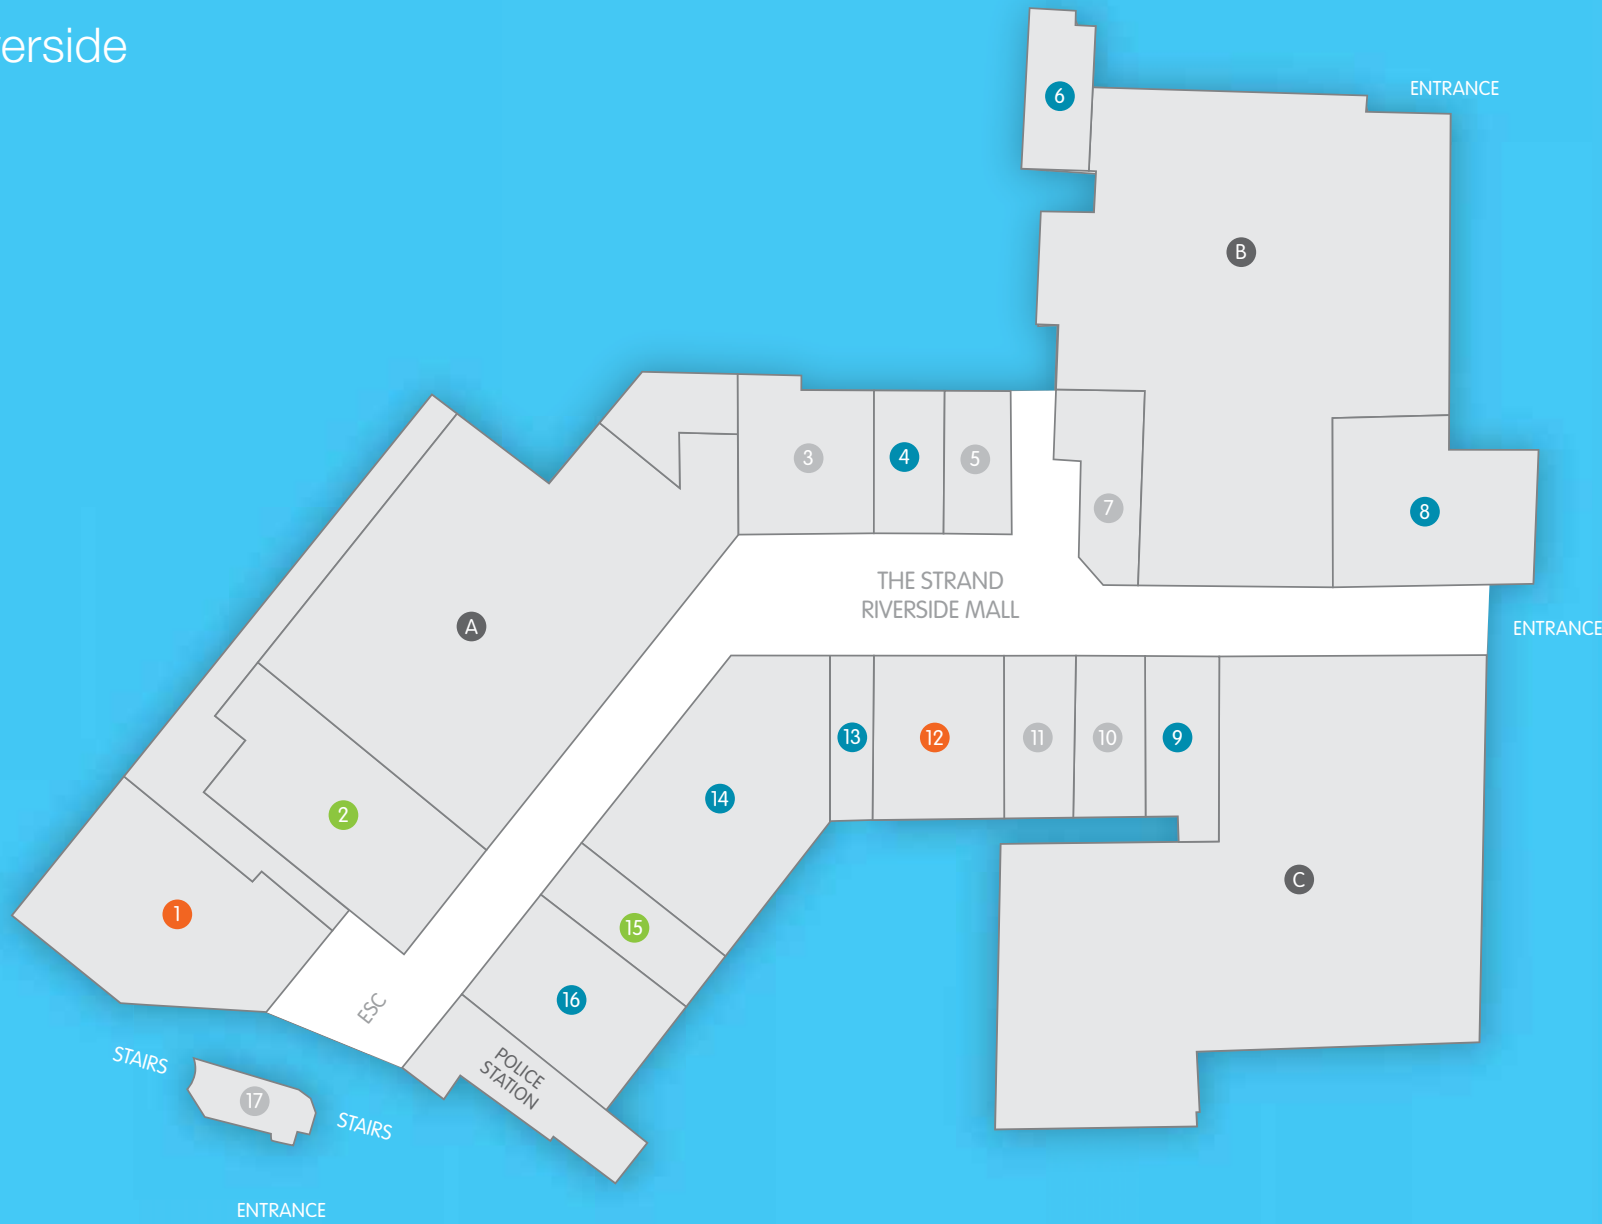 erside
6
ENTRANCE
B
3
4
5
7
8
THE STRAND
RIVERSIDE MALL
A
ENTRANCE
13
12
11
10
9
14
2
C
1
15
16
ESC
POLICE
STATION
STAIRS
17
STAIRS
ENTRANCE